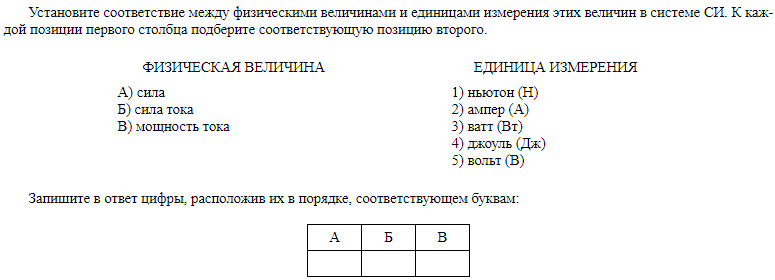 Установите соответствие между физическими величинами и единицами измерения этих величин в системе СИ. К каж-
дой позиции первого столбца подберите соответствующую позицию второго.
ФИЗИЧЕСКАЯ ВЕЛИЧИНА
А) сила
Б) сила тока
В) мощность тока
ЕДИНИЦА ИЗМЕРЕНИЯ
1) ньютон (Н)
2) ампер (А)
3) ватт (Вт)
4) джоуль (Дж)
5) вольт (В)
Запишите в ответ цифры, расположив их в порядке, соответствующем буквам:
А Б В